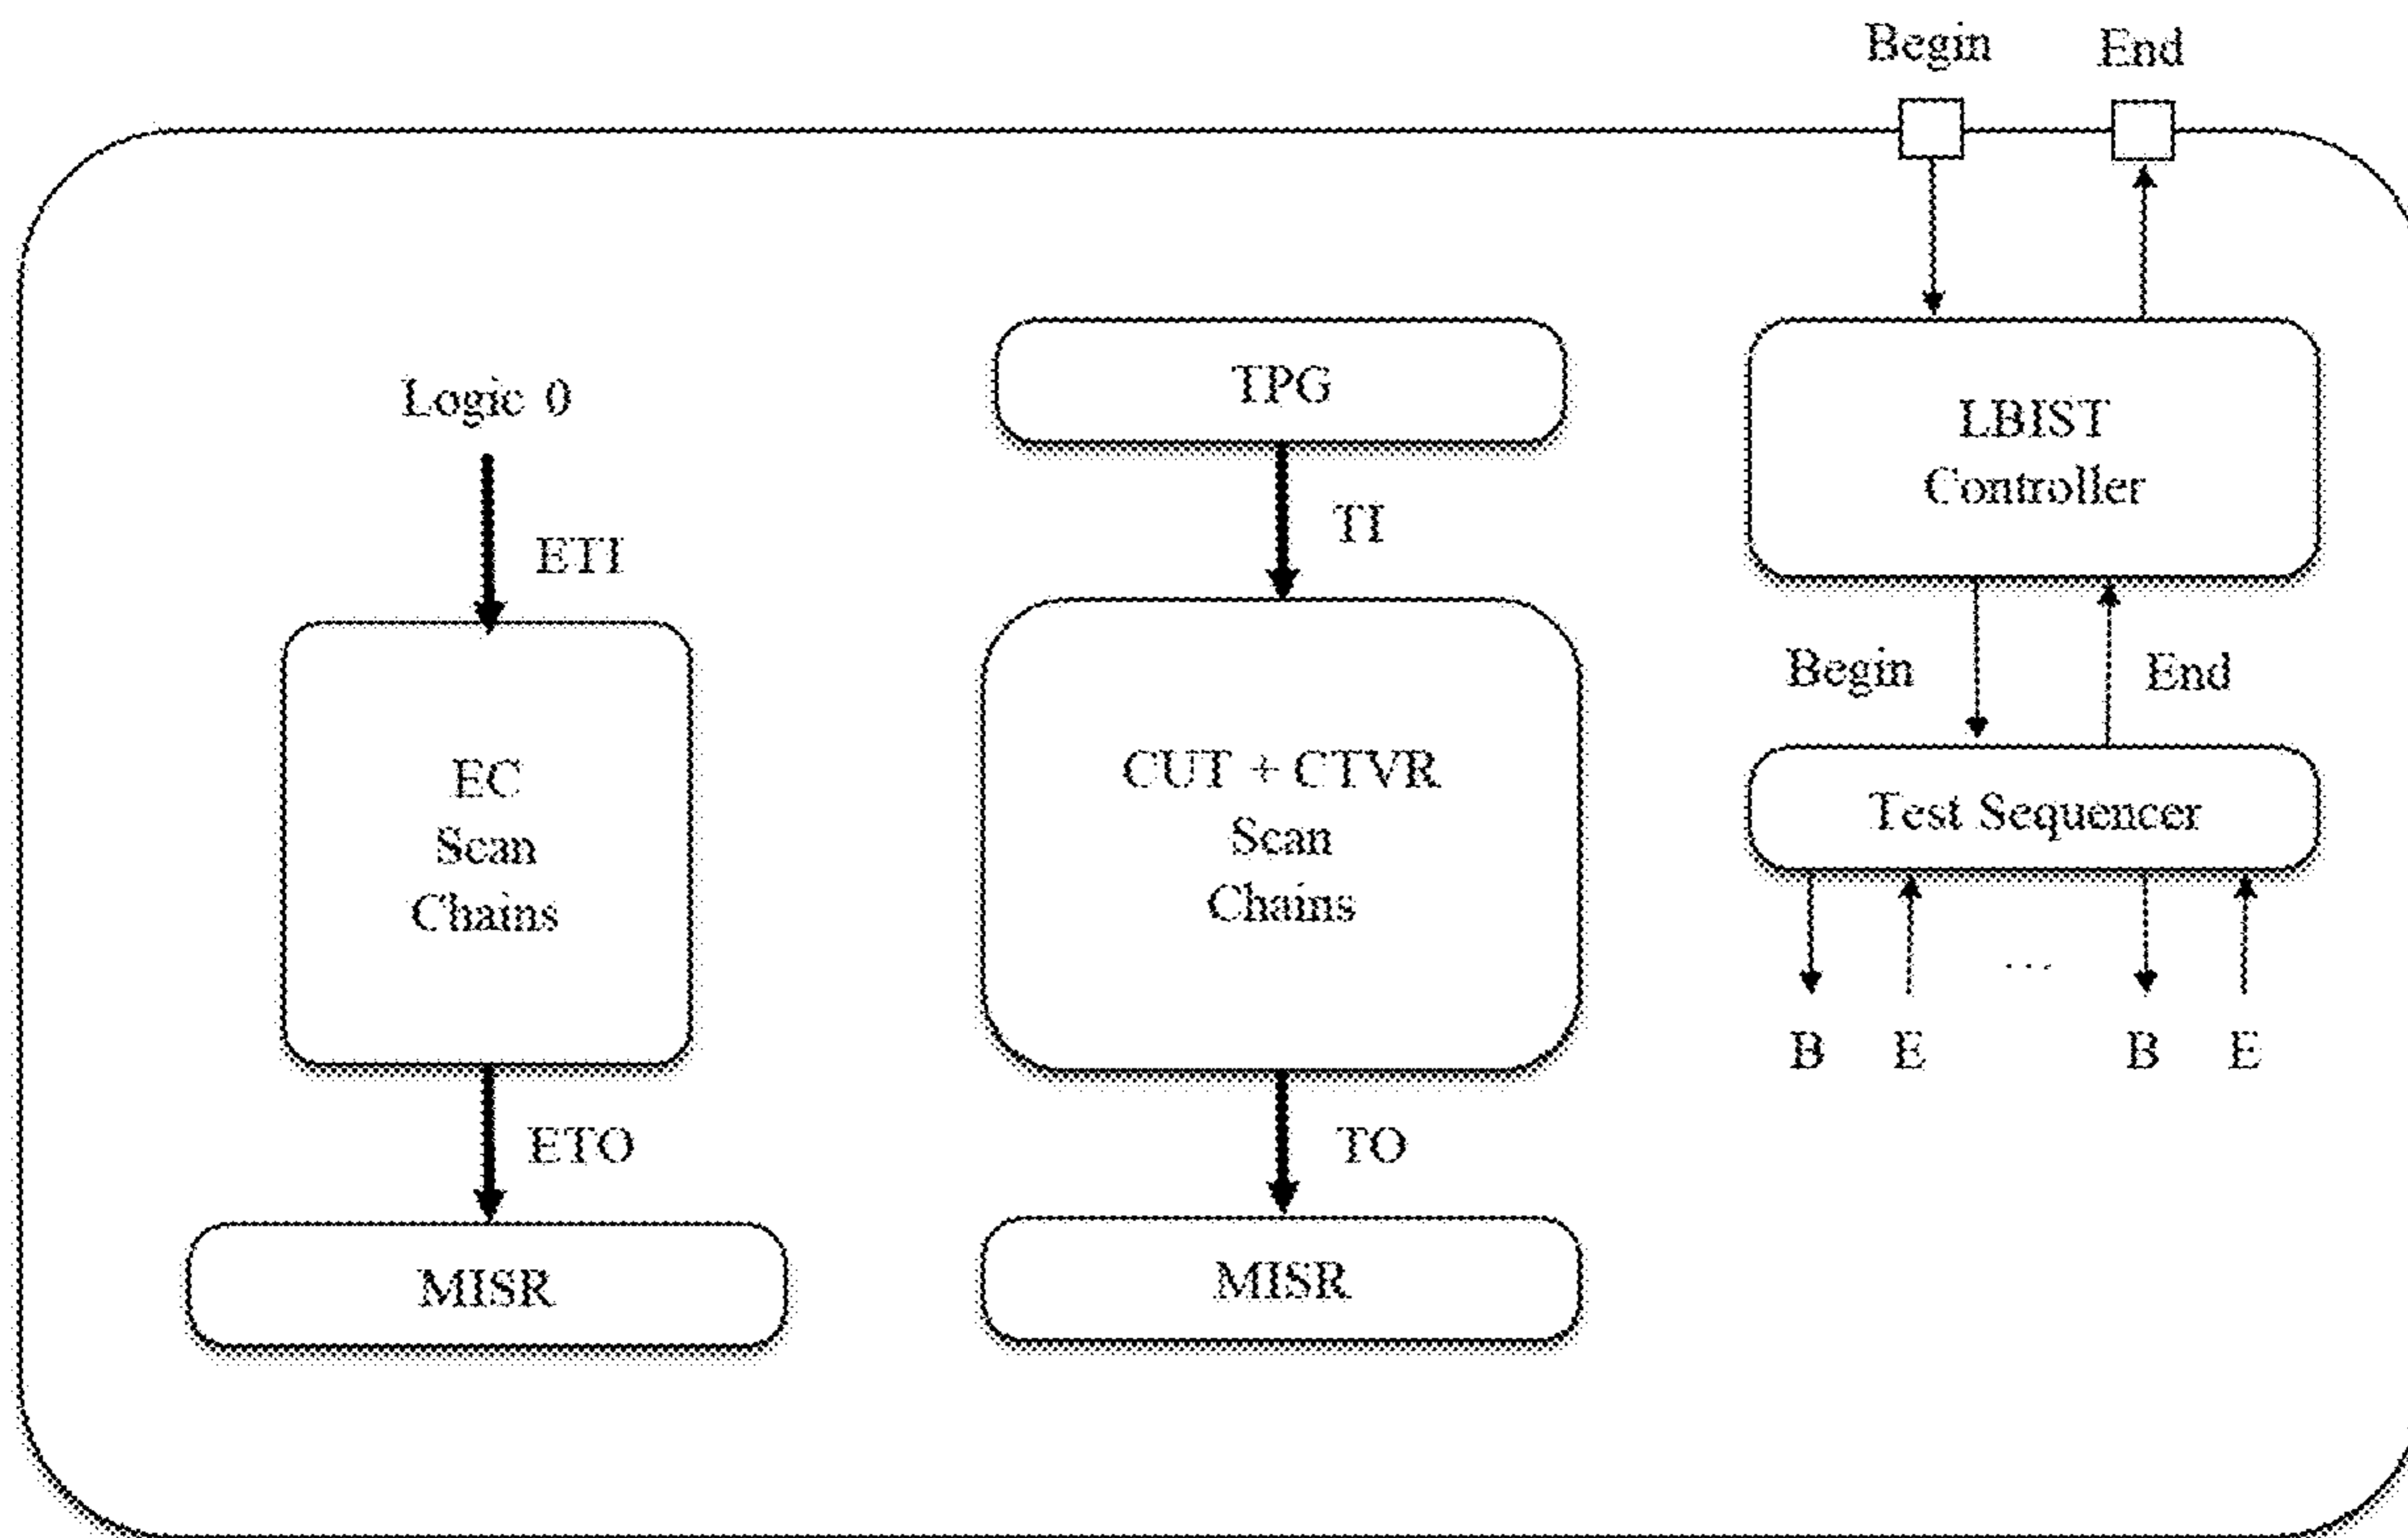 Begin
End
Logic 0
ETI
EC
Scan
Chains
ETO
MISR
TPG
TI
CUT + CTVR
Scan
Chains
TO
MISR
LBIST
Controller
Begin
End
Test Sequencer
...
B
E
B
E